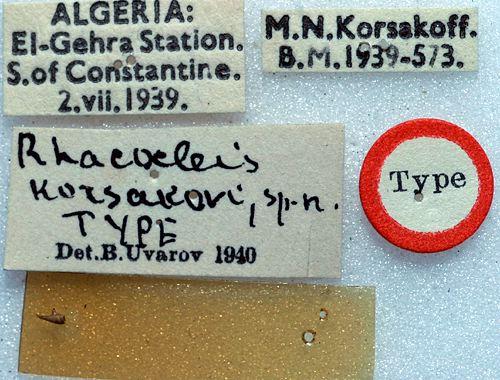 ALGERIA:
El-Gehra Station.
S.of Constantine.
2.vii.1939.
M.N.Korsakoff.
B.M.1939-573.
Rhacocleis
Korsakovi, sp.n.
TYPE
Det.B.Uvarov 1940
Type